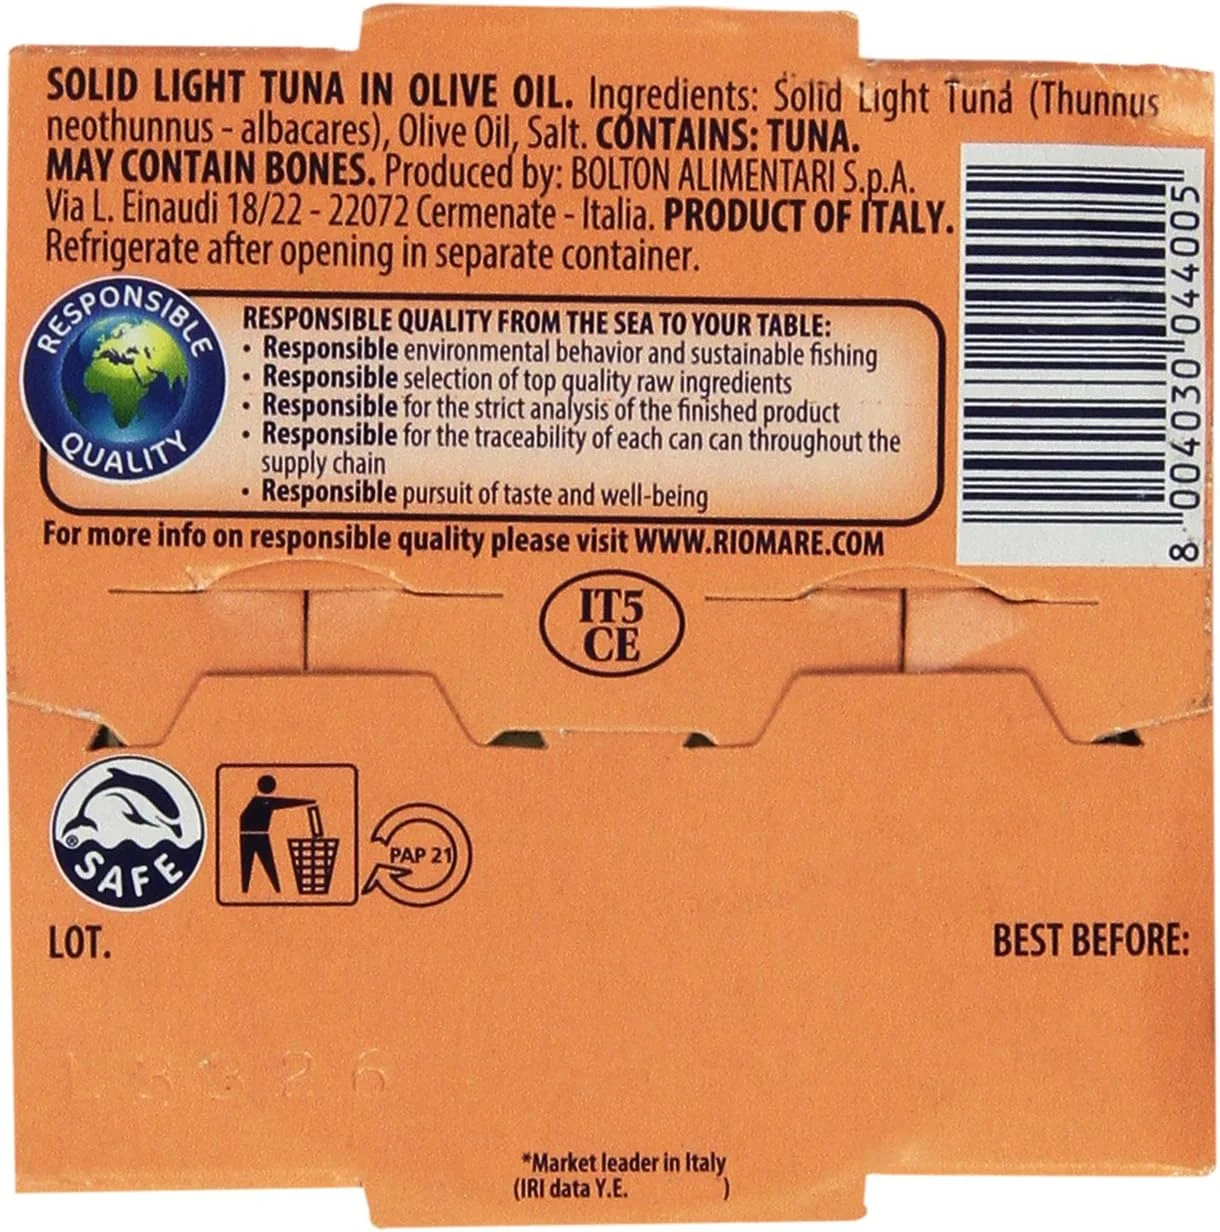 SOLID LIGHT TUNA IN OLIVE OIL. Ingredients: Solid Light Tuna (Thunnus
neothunnus - albacares), Olive Oil, Salt. CONTAINS: TUNA.
MAY CONTAIN BONES. Produced by: BOLTON ALIMENTARI S.p.A.
Via L. Einaudi 18/22 - 22072 Cermenate - Italia. PRODUCT OF ITALY.
Refrigerate after opening in separate container.
RESPONSIBLE
QUALITY
RESPONSIBLE QUALITY FROM THE SEA TO YOUR TABLE:
• Responsible environmental behavior and sustainable fishing
• Responsible selection of top quality raw ingredients
• Responsible for the strict analysis of the finished product
• Responsible for the traceability of each can can throughout the
supply chain
• Responsible pursuit of taste and well-being
For more info on responsible quality please visit WWW.RIOMARE.COM
8 004030 044005
IT5
CE
® SAFE
PAP 21
LOT.
BEST BEFORE:
*Market leader in Italy
(IRI data Y.E. )